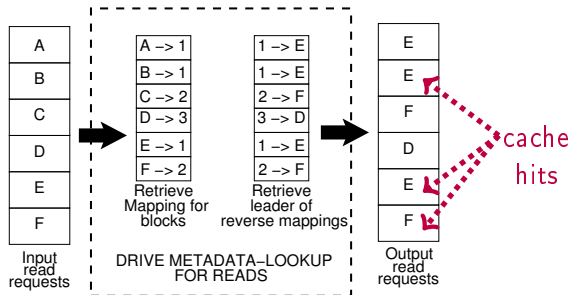 A
B
C
D
E
F
Input
read
requests
A −> 1
B −> 1
C −> 2
D −> 3
E −> 1
F −> 2
Retrieve
Mapping for
blocks
1 −> E
1 −> E
2 −> F
3 −> D
1 −> E
2 −> F
Retrieve
leader of
reverse mappings
DRIVE METADATA−LOOKUP
FOR READS
E
E
F
D
E
F
Output
read
requests
cache
hits